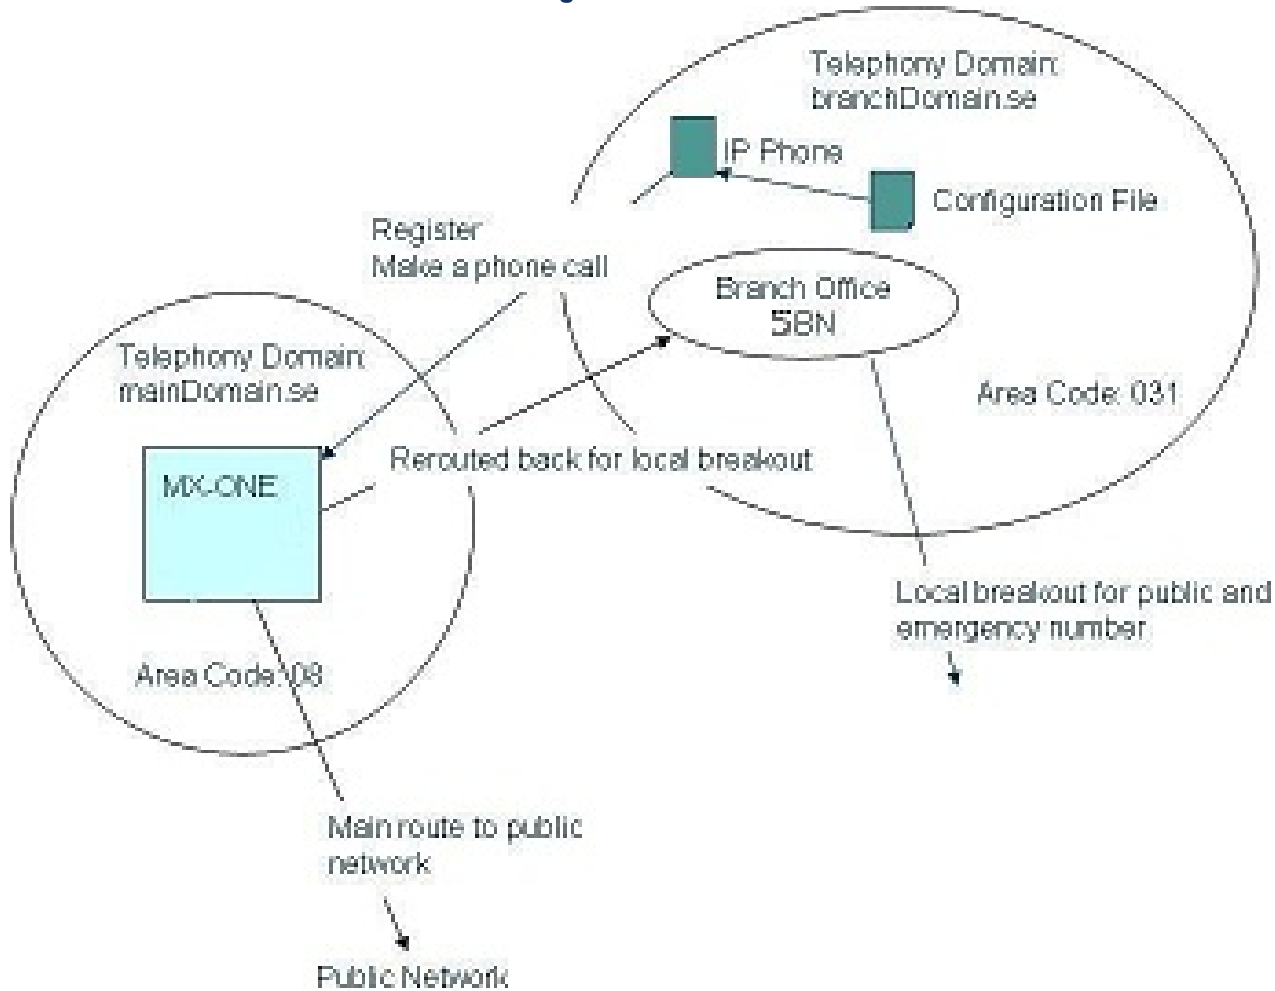 Telephony Domain:
branchDomain.se
IP Phone
Configuration File
Register
Make a phone call
Branch Office
SBN
Telephony Domain:
mainDomain.se
Area Code: 031
Rerouted back for local breakout
MX-ONE
Local breakout for public and
emergency number
Area Code: 08
Main route to public
network
Public Network